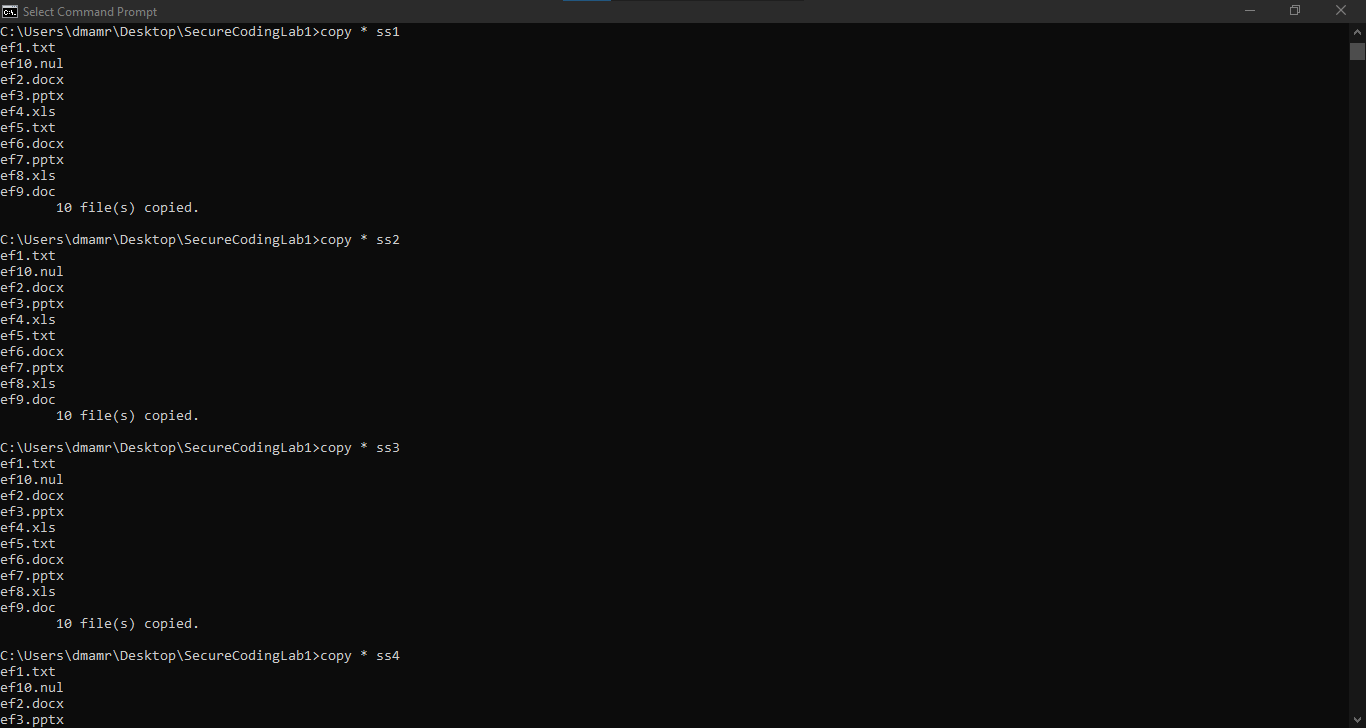 Select Command Prompt
C:\Users\dmamr\Desktop\SecureCodingLab1>copy * ss1
ef1.txt
ef10.nul
ef2.docx
ef3.pptx
ef4.xls
ef5.txt
ef6.docx
ef7.pptx
ef8.xls
ef9.doc
        10 file(s) copied.

C:\Users\dmamr\Desktop\SecureCodingLab1>copy * ss2
ef1.txt
ef10.nul
ef2.docx
ef3.pptx
ef4.xls
ef5.txt
ef6.docx
ef7.pptx
ef8.xls
ef9.doc
        10 file(s) copied.

C:\Users\dmamr\Desktop\SecureCodingLab1>copy * ss3
ef1.txt
ef10.nul
ef2.docx
ef3.pptx
ef4.xls
ef5.txt
ef6.docx
ef7.pptx
ef8.xls
ef9.doc
        10 file(s) copied.

C:\Users\dmamr\Desktop\SecureCodingLab1>copy * ss4
ef1.txt
ef10.nul
ef2.docx
ef3.pptx